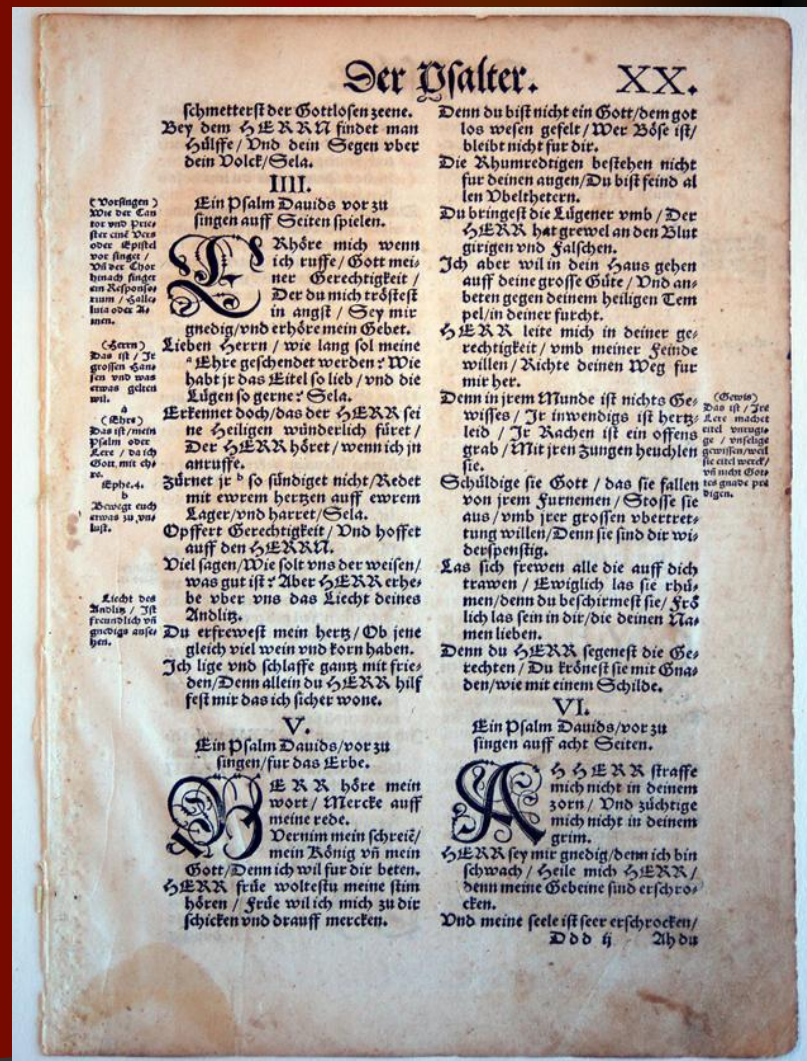 Der Psalter.
XX.
schmetterst der Gottlosen zeene.
Bey dem HERRN findet man
Hülffe / Vnd dein Segen vber
dein Volck/Sela.
IIII.
Ein Psalm Dauids vor zu
singen auff Seiten spielen.
ERhöre mich wenn
ich ruffe / Gott mei-
ner Gerechtigkeit /
Der du mich tröstest
in angst / Sey mir
gnedig/vnd erhöre mein Gebet.
Lieben Herrn / wie lang sol meine
a Ehre geschendet werden? Wie
habt jr das Eitel so lieb / vnd die
Lügen so gerne? Sela.
Erkennet doch/das der HERR sei
ne Heiligen wünderlich füret /
Der HERR höret / wenn ich jn
anruffe.
Zürnet jr b so sündiget nicht/Redet
mit ewrem hertzen auff ewrem
Lager/vnd harret/Sela.
Opffert Gerechtigkeit / Vnd hoffet
auff den HERRN.
Viel sagen/Wie solt vns der weisen/
was gut ist? Aber HERR erhe-
be vber vns das Liecht deines
Andlitz.
Du erfrewest mein hertz / Ob jene
gleich viel wein vnd korn haben.
Ich lige vnd schlaffe gantz mit frie-
den/Denn allein du HERR hilf
fest mir das ich sicher wone.
V.
Ein Psalm Dauids/vor zu
singen/fur das Erbe.
HERR höre mein
wort / Mercke auff
meine rede.
Vernim mein schreiẽ/
mein König vñ mein
Gott/Denn ich wil fur dir beten.
HERR früe woltestu meine stim
hören / Früe wil ich mich zu dir
schicken vnd drauff mercken.
(Vorsingen)
Wie der Can
tor vnd Pries
ster einẽ Vers
oder Epistel
vor singet /
Vñ der Chor
hinach singet
ein Responso-
rium / Halle-
luia oder A-
men.
(Herrn)
Das ist / Jr
grossen Han-
sen vnd was
etwas gelten
wil.
a
(Ehre)
Das ist/mein
Psalm oder
Lere / da ich
Gott mit eh-
re.
Ephe.4.
b
Bewegt euch
etwas zu vn-
lust.
Liecht des
Andlitz / Ist
freundlich vñ
gnedigs anse-
hen.
Denn du bist nicht ein Gott/dem got
los wesen gefelt / Wer Böse ist/
bleibt nicht fur dir.
Die Rhumredtigen bestehen nicht
fur deinen augen/Du bist feind al
len Vbelthetern.
Du bringest die Lügener vmb / Der
HERR hat grewel an den Blut
girigen vnd Falschen.
Ich aber wil in dein Haus gehen
auff deine grosse Güte / Vnd an-
beten gegen deinem heiligen Tem
pel/in deiner furcht.
HERR leite mich in deiner ge-
rechtigkeit / vmb meiner Feinde
willen / Richte deinen Weg fur
mir her.
Denn in jrem Munde ist nichts Ge-
wisses / Jr inwendigs ist hertz-
leid / Jr Rachen ist ein offens
grab / Mit jren zungen heuchlen
sie.
Schüldige sie Gott / das sie fallen
von jrem Furnemen / Stosse sie
aus / vmb jrer grossen vbertret-
tung willen/Denn sie sind dir wi-
derspenstig.
Las sich frewen alle die auff dich
trawen / Ewiglich las sie rhü-
men/denn du beschirmest sie/ Frö
lich las sein in dir/die deinen Na-
men lieben.
Denn du HERR segenest die Ge-
rechten / Du krönest sie mit Gna-
den/wie mit einem Schilde.
VI.
Ein Psalm Dauids/vor zu
singen auff acht Seiten.
AH HERR straffe
mich nicht in deinem
zorn / Vnd züchtige
mich nicht in deinem
grim.
HERR sey mir gnedig/denn ich bin
schwach / Heile mich HERR/
denn meine Gebeine sind erschro-
cken.
Vnd meine seele ist seer erschrocken/
Ddd ij
Ah du
(Gewis)
Das ist / Jre
Lere machet
eitel vnrugi-
ge / vnselige
gewissen/weil
sie eitel werck/
vñ nicht Got-
tes gnade pre
digen.